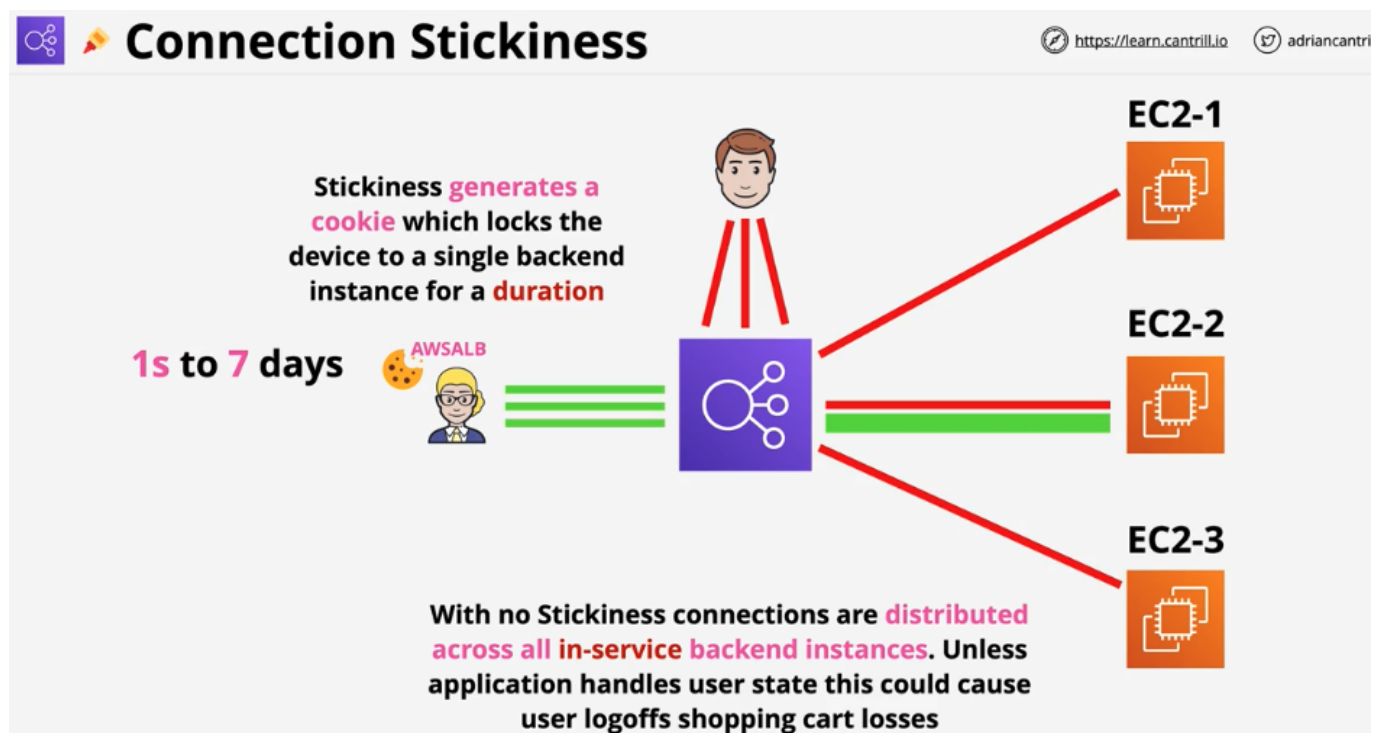 Connection Stickiness
https://learn.cantrill.io
adriancantri
Stickiness generates a
cookie which locks the
device to a single backend
instance for a duration
1s to 7 days
AWSALB
EC2-1
EC2-2
EC2-3
With no Stickiness connections are distributed
across all in-service backend instances. Unless
application handles user state this could cause
user logoffs shopping cart losses